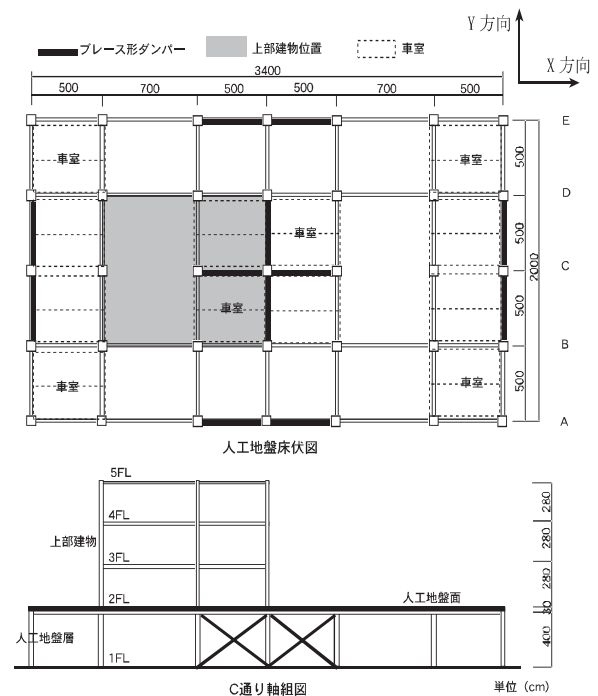 Y 方向
ブレース形ダンパー 上部建物位置 車室
X 方向
3400
500 700 500 500 700 500
E
車室 車室 500
D
車室 500
C 2000
車室 500
B
車室 車室 500
A
人工地盤床伏図
5FL
280
4FL
上部建物 280
3FL
280
2FL 人工地盤面
30
人工地盤層 400
1FL
C通り軸組図 単位（cm）